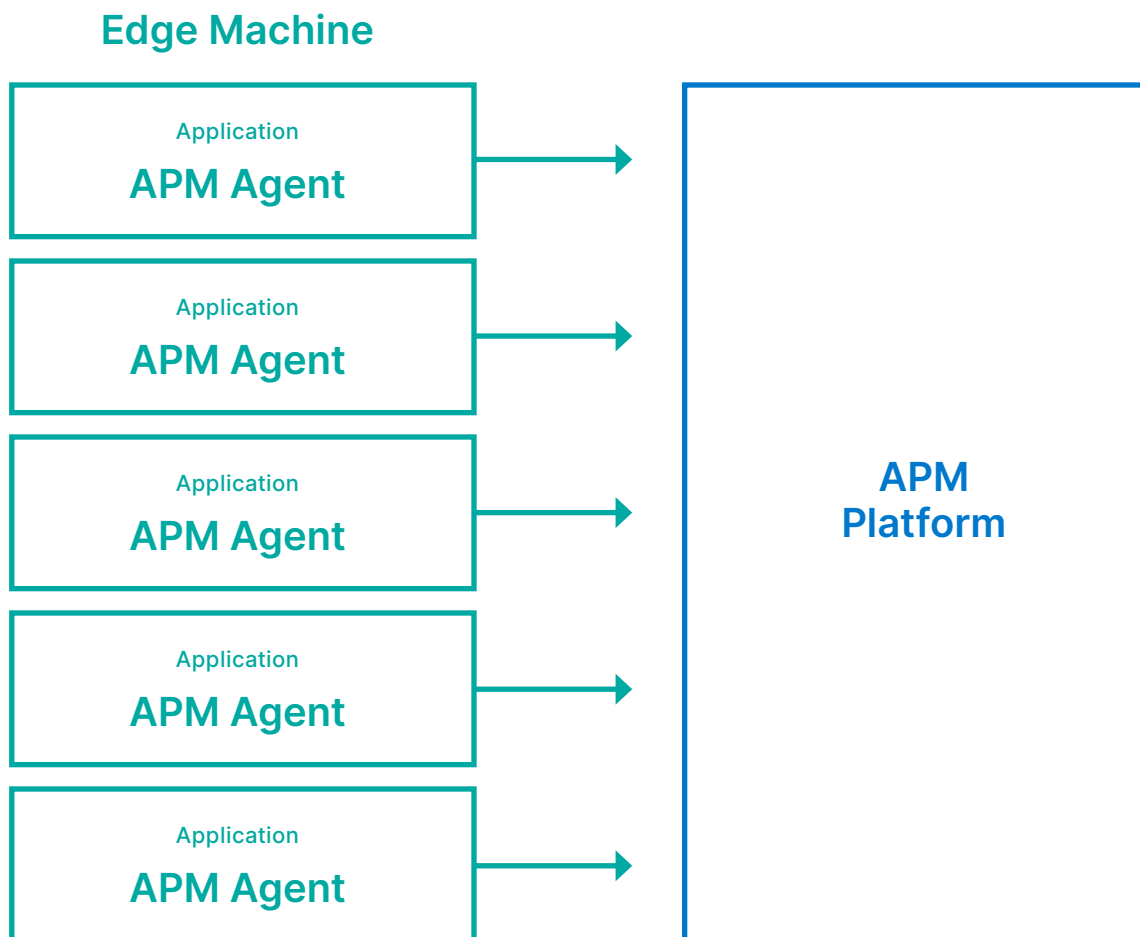 Edge Machine
Application
APM Agent
Application
APM Agent
Application
APM Agent
Application
APM Agent
Application
APM Agent
APM
Platform